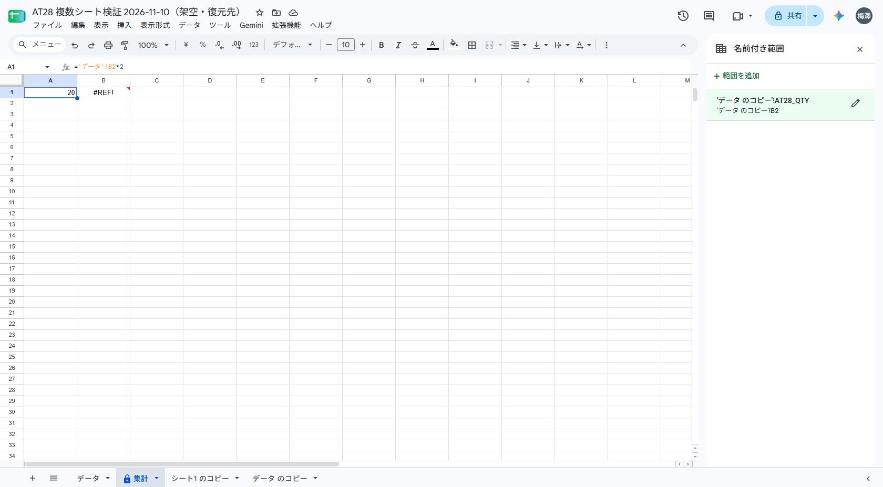 AT28 複数シート検証 2026-11-10（架空・復元先）
ファイル 編集 表示 挿入 表示形式 データ ツール Gemini 拡張機能 ヘルプ
共有
梅澤
メニュー
100%
¥ % .0 .00 123
デフォ...
10
B I A
A1
='データ'!B2*2
A B C D E F G H I J K L M
1 20 #REF!
2
3
4
5
6
7
8
9
10
11
12
13
14
15
16
17
18
19
20
21
22
23
24
25
26
27
28
29
30
31
32
33
34
名前付き範囲
+ 範囲を追加
'データ のコピー'!AT28_QTY
'データ のコピー'!B2
データ 集計 シート1 のコピー データ のコピー